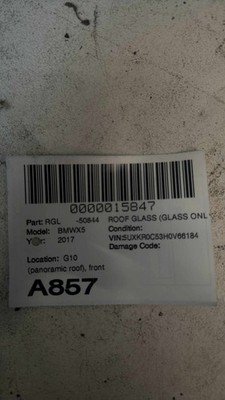 0000015847
Part: RGL -50844 ROOF GLASS (GLASS ONL
Model: BMWX5 Condition:
Year: 2017 VIN:5UXKR0C53H0V66184
Damage Code:
Location: G10
(panoramic roof), front
A857